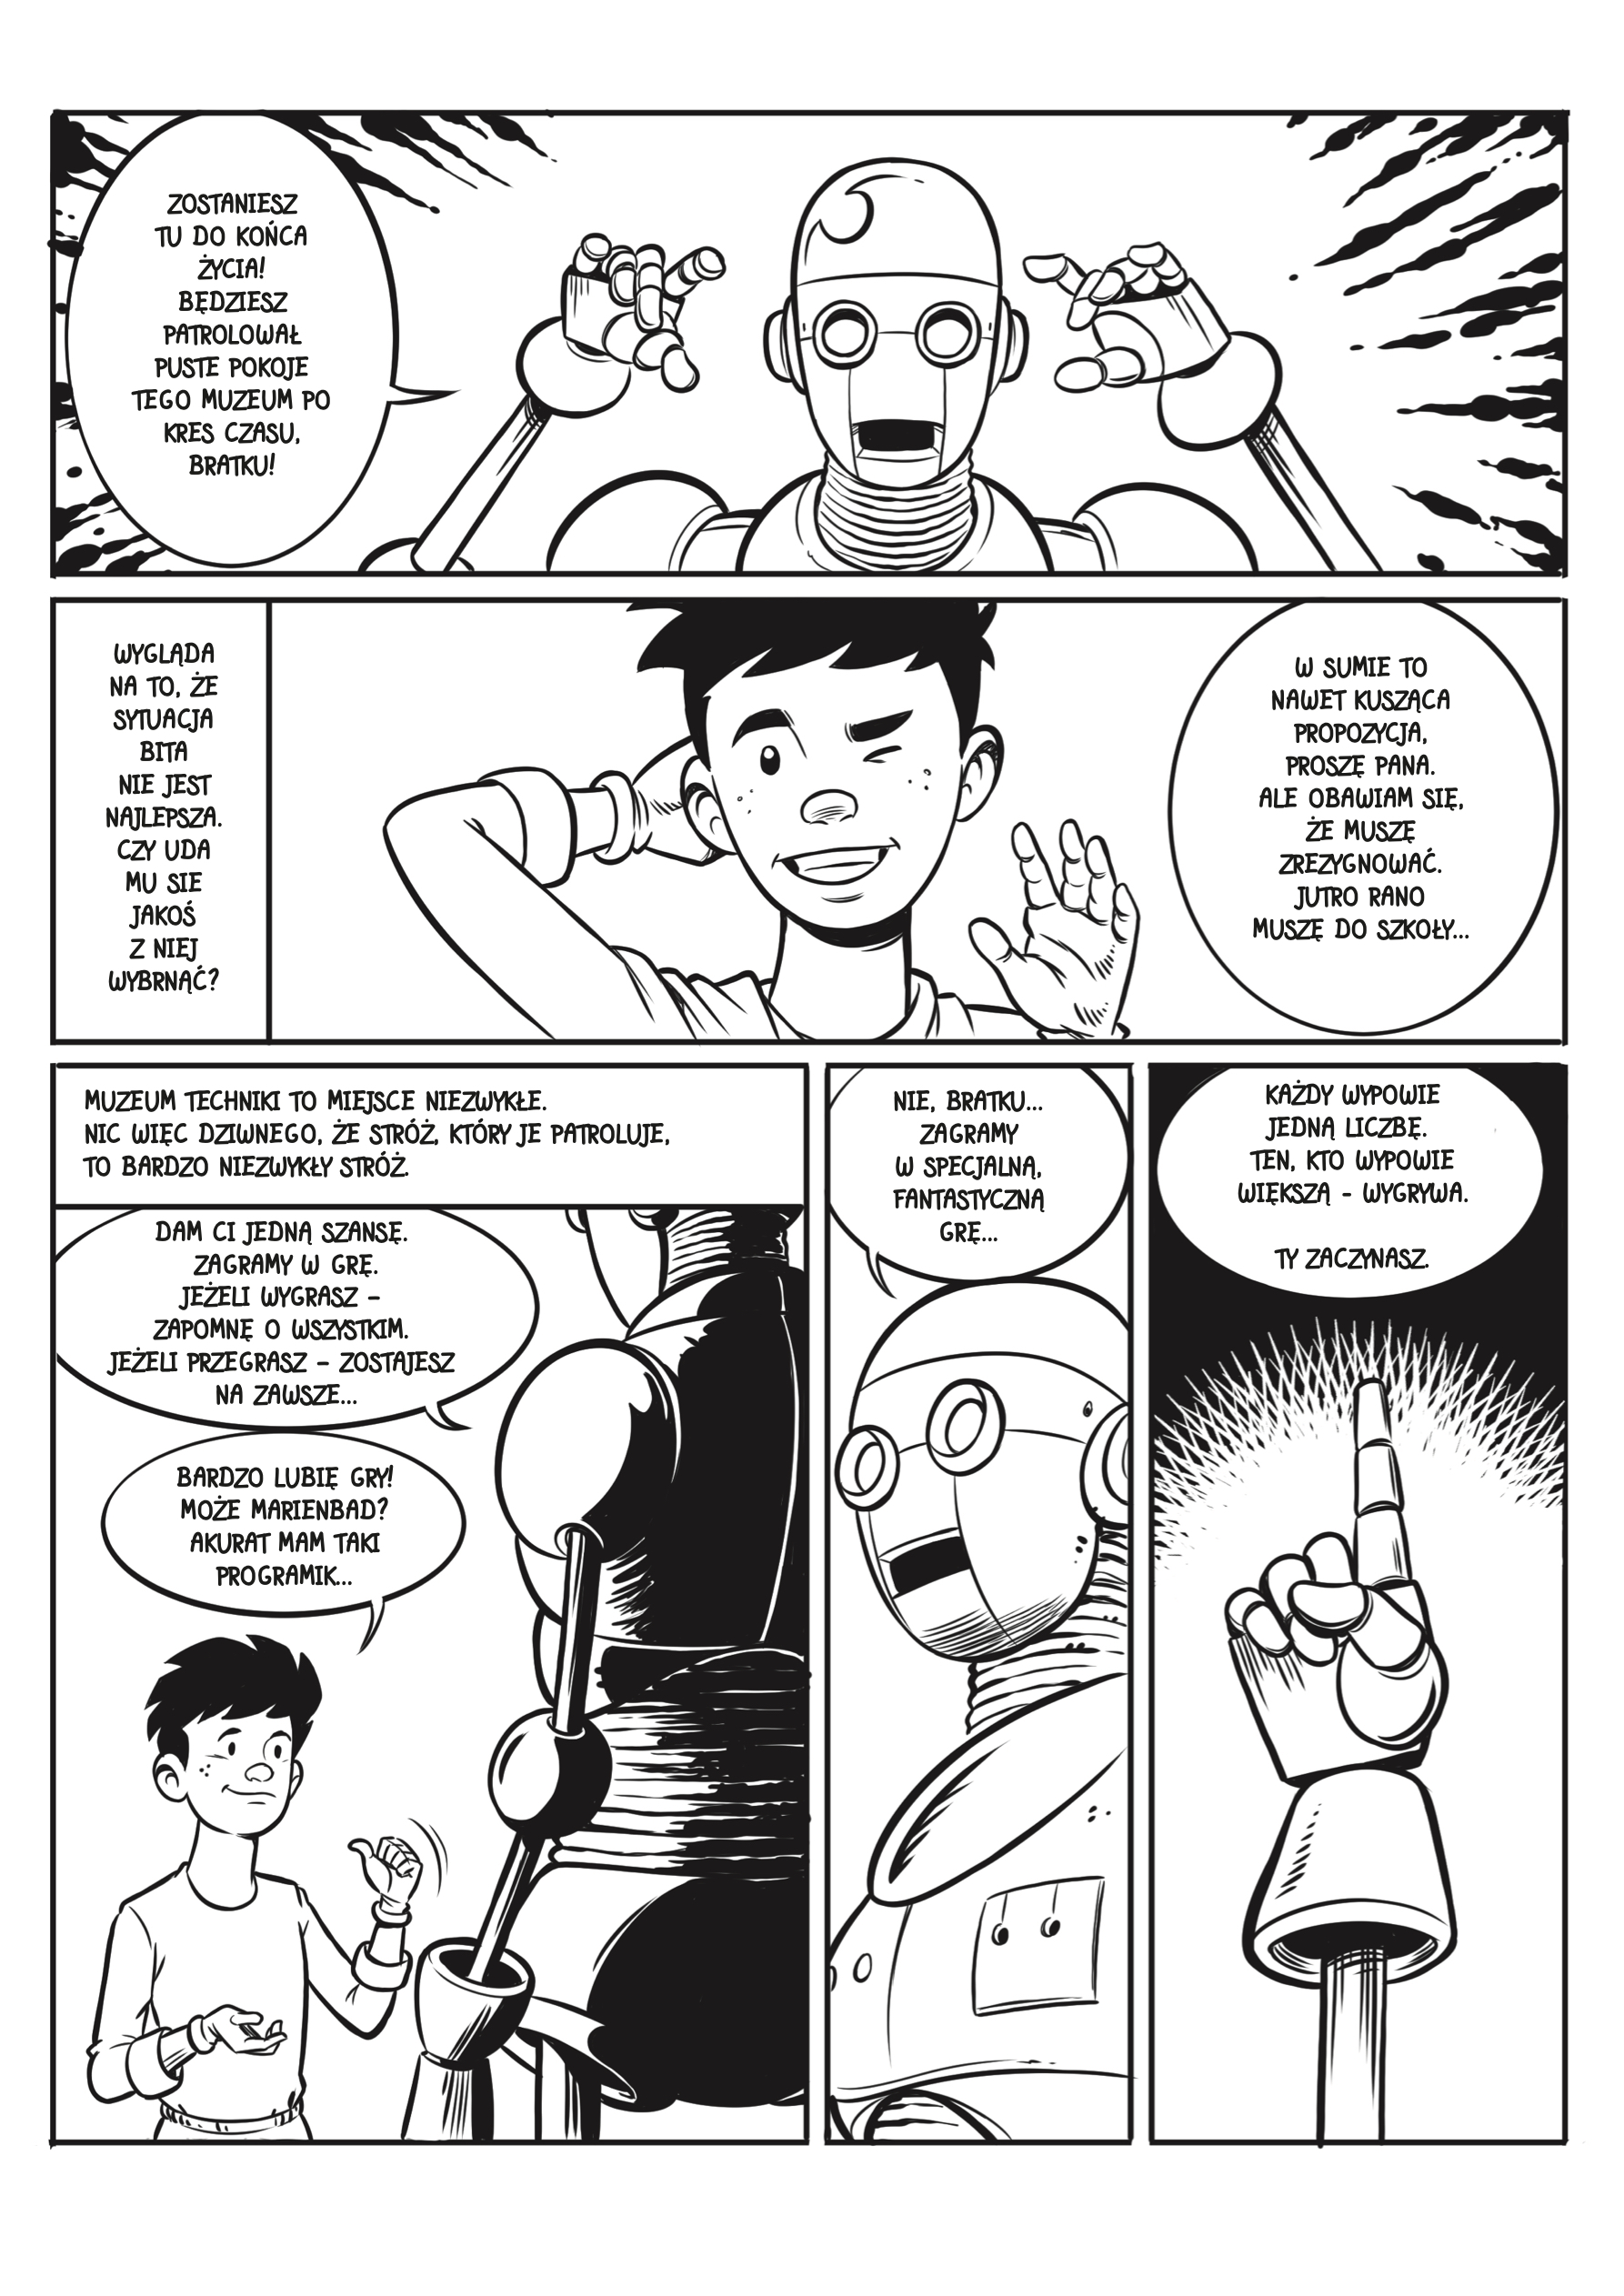 ZOSTANIESZ
TU DO KOŃCA
ŻYCIA!
BĘDZIESZ
PATROLOWAŁ
PUSTE POKOJE
TEGO MUZEUM PO
KRES CZASU,
BRATKU!
WYGLĄDA
NA TO, ŻE
SYTUACJA
BITA
NIE JEST
NAJLEPSZA.
CZY UDA
MU SIE
JAKOŚ
Z NIEJ
WYBRNĄĆ?
W SUMIE TO
NAWET KUSZĄCA
PROPOZYCJA,
PROSZĘ PANA.
ALE OBAWIAM SIĘ,
ŻE MUSZĘ
ZREZYGNOWAĆ.
JUTRO RANO
MUSZĘ DO SZKOŁY...
MUZEUM TECHNIKI TO MIEJSCE NIEZWYKŁE.
NIC WIĘC DZIWNEGO, ŻE STRÓŻ, KTÓRY JE PATROLUJE,
TO BARDZO NIEZWYKŁY STRÓŻ.
DAM CI JEDNĄ SZANSĘ.
ZAGRAMY W GRĘ.
JEŻELI WYGRASZ –
ZAPOMNĘ O WSZYSTKIM.
JEŻELI PRZEGRASZ – ZOSTAJESZ
NA ZAWSZE...
BARDZO LUBIĘ GRY!
MOŻE MARIENBAD?
AKURAT MAM TAKI
PROGRAMIK...
NIE, BRATKU...
ZAGRAMY
W SPECJALNĄ,
FANTASTYCZNĄ
GRĘ...
KAŻDY WYPOWIE
JEDNĄ LICZBĘ.
TEN, KTO WYPOWIE
WIĘKSZĄ - WYGRYWA.
TY ZACZYNASZ.